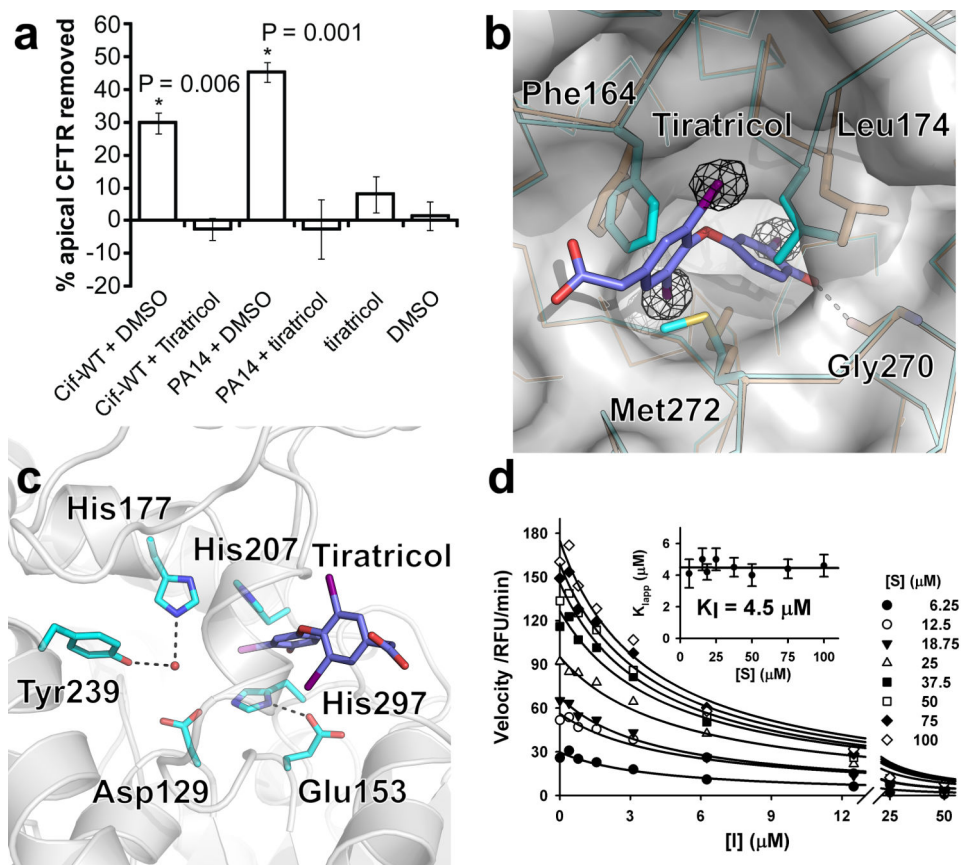 a
% apical CFTR removed
60
50
40
30
20
10
0
-10
-20
P = 0.006
*
P = 0.001
*
Cif-WT + DMSO
Cif-WT + Tiratricol
PA14 + DMSO
PA14 + tiratricol
tiratricol
DMSO
b
Phe164
Tiratricol
Leu174
Gly270
Met272
c
His177
His207
Tiratricol
Tyr239
His297
Asp129
Glu153
d
Velocity /RFU/min)
180
150
120
90
60
30
0
0
3
6
9
12
25
50
[I] (μM)
KIapp (μM)
8
6
4
2
0
0
25
50
75
100
[S] (μM)
KI = 4.5 μM
[S] (μM)
6.25
12.5
18.75
25
37.5
50
75
100